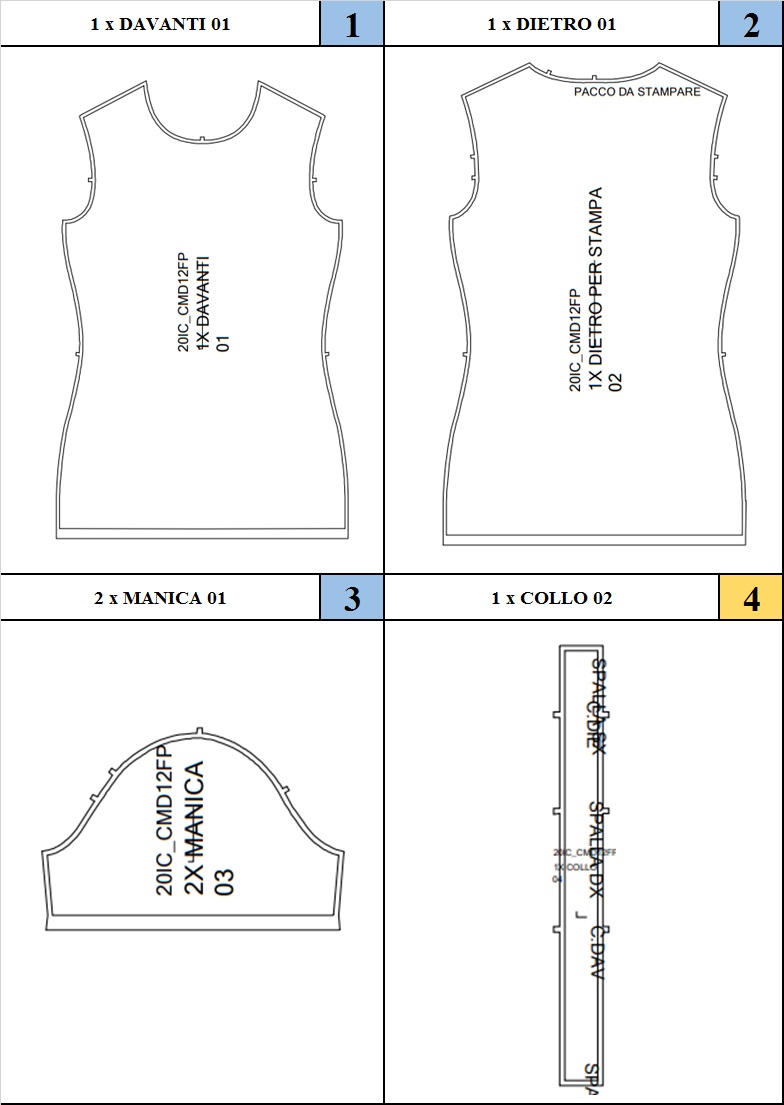 1 x DAVANTI 01
1
1 x DIETRO 01
2
20IC_CMD12FP
1X DAVANTI
01
PACCO DA STAMPARE
20IC_CMD12FP
1X DIETRO PER STAMPA
02
2 x MANICA 01
3
1 x COLLO 02
4
20IC_CMD12FP
2X MANICA
03
SPALLA SX
C.DIE
SPALLA DX
20IC_CMD12FP
1X COLLO
04
C.DAV
SPA